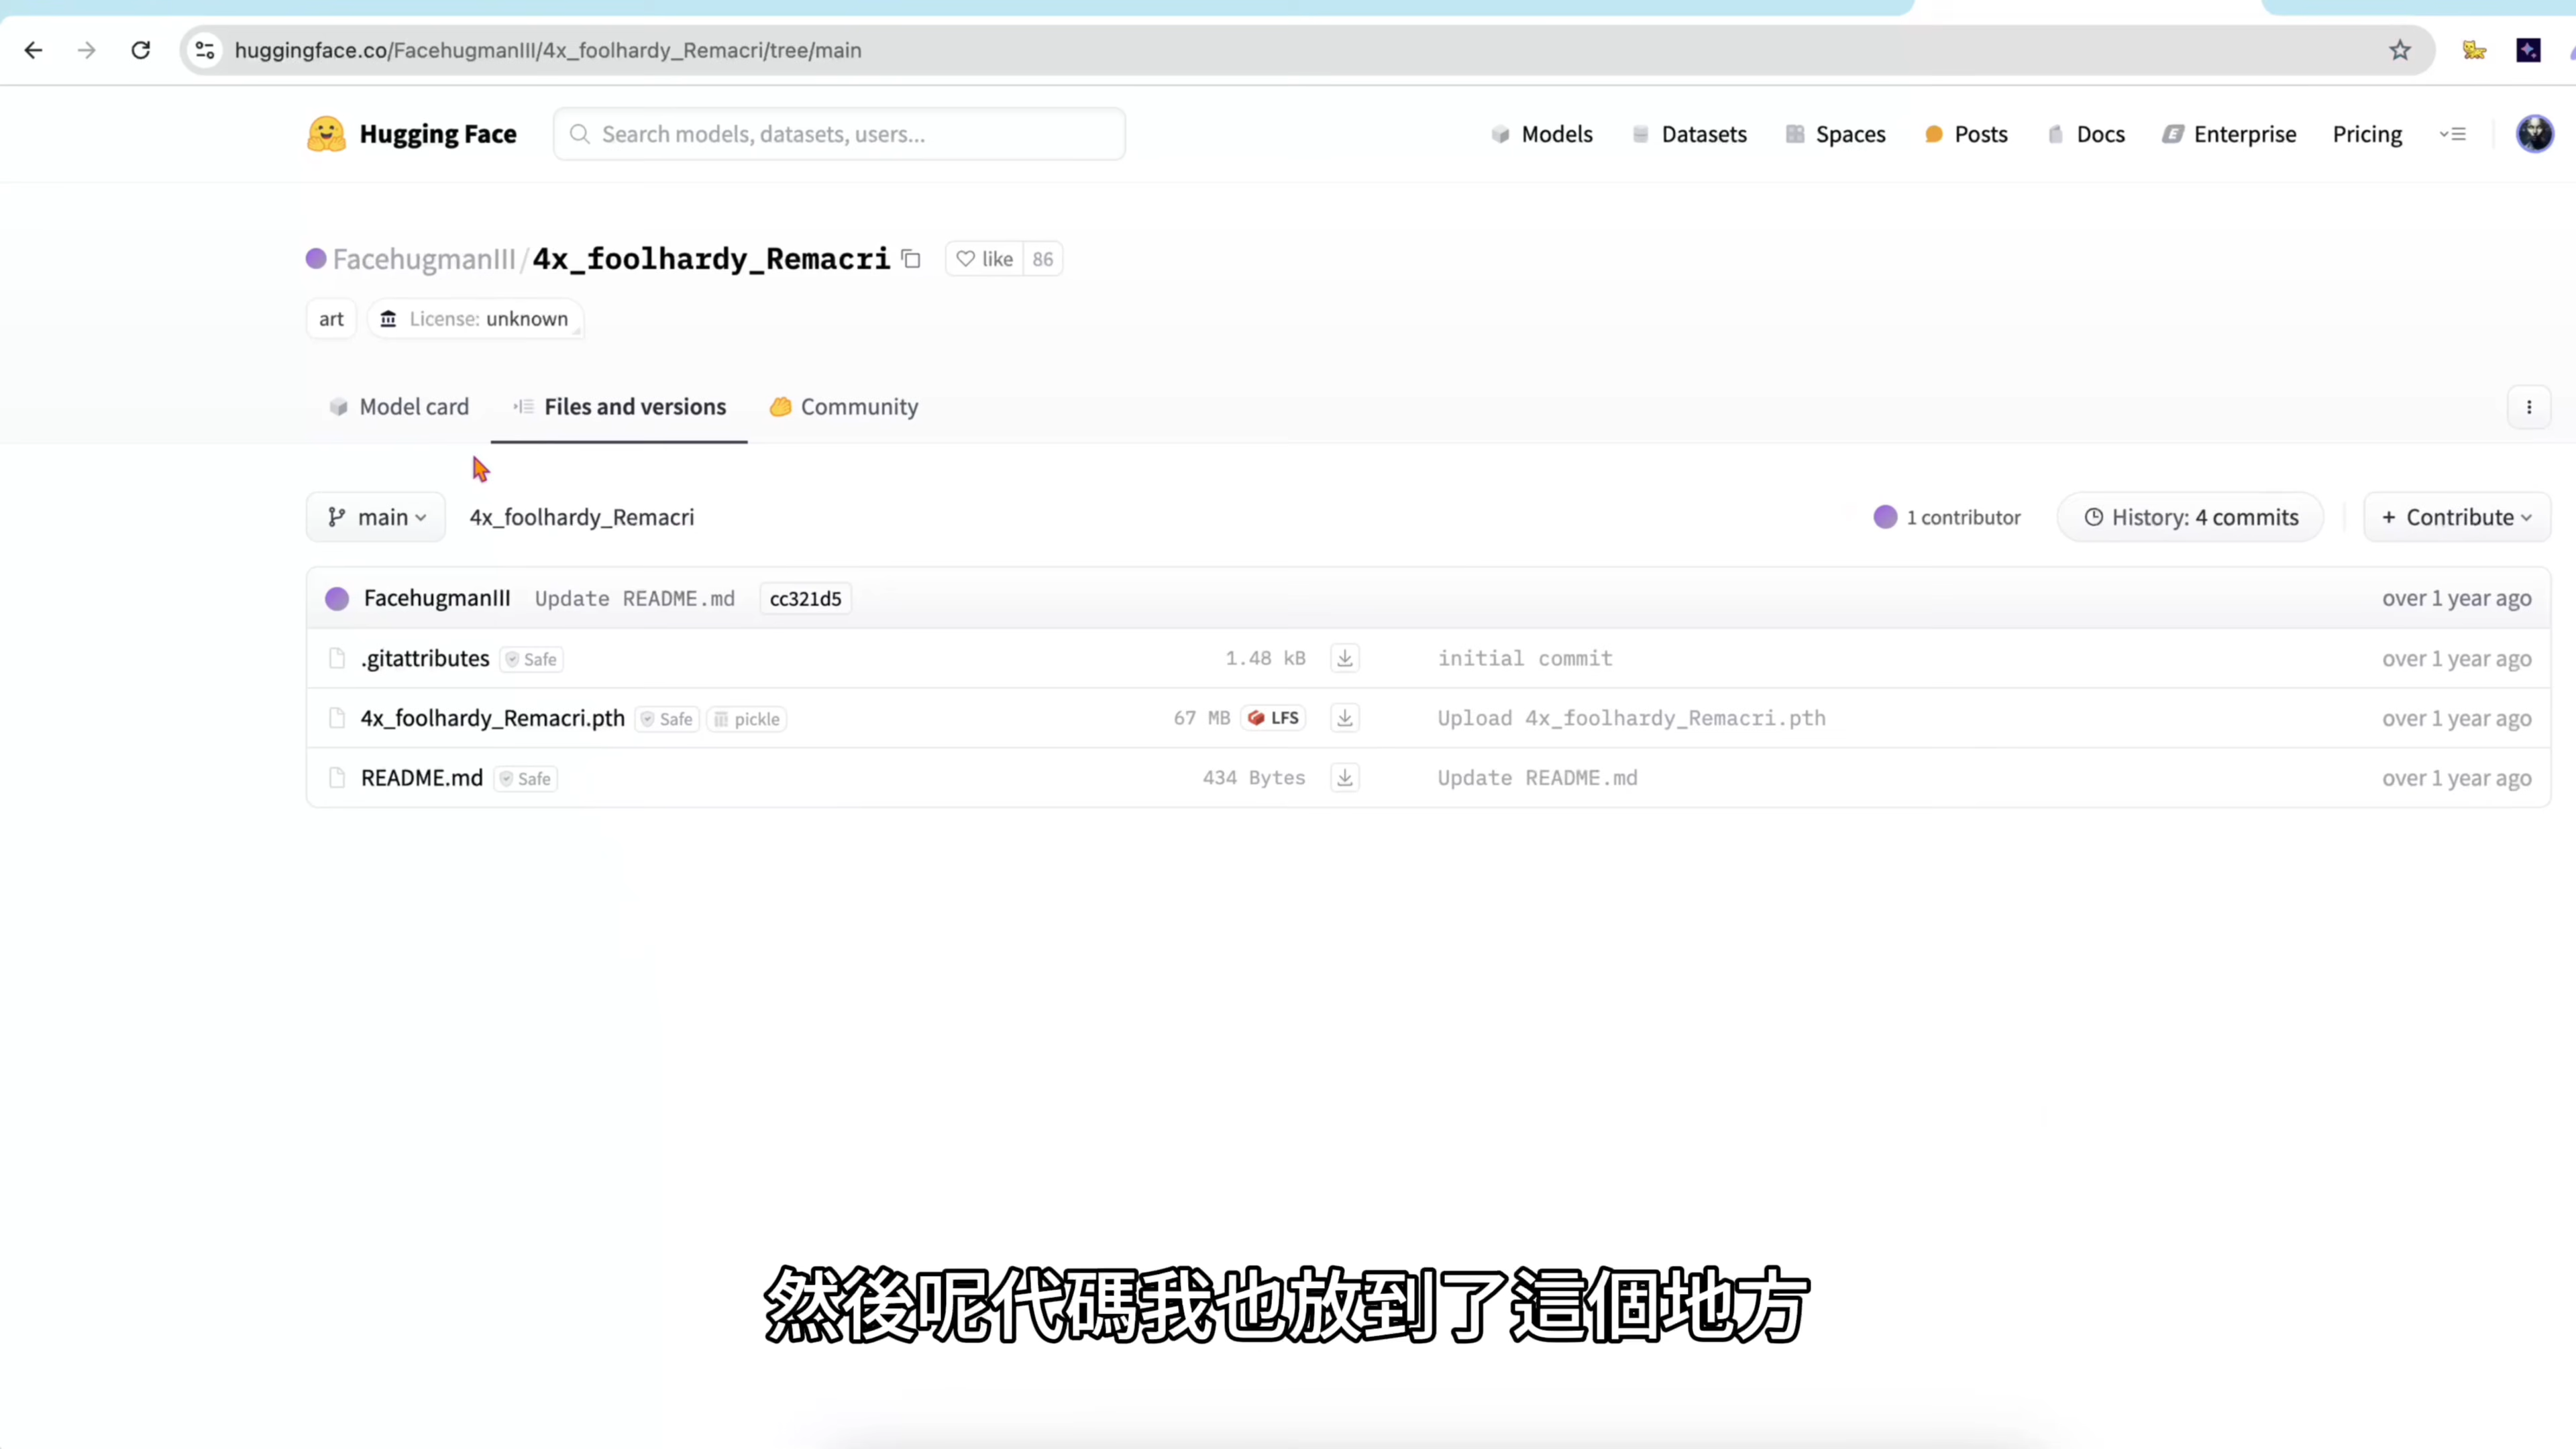 huggingface.co/FacehugmanIII/4x_foolhardy_Remacri/tree/main
Hugging Face
Search models, datasets, users...
Models
Datasets
Spaces
Posts
Docs
Enterprise
Pricing
FacehugmanIII/4x_foolhardy_Remacri
like 86
art
License: unknown
Model card
Files and versions
Community
main
4x_foolhardy_Remacri
1 contributor
History: 4 commits
+ Contribute
FacehugmanIII Update README.md cc321d5 over 1 year ago
.gitattributes Safe 1.48 kB initial commit over 1 year ago
4x_foolhardy_Remacri.pth Safe pickle 67 MB LFS Upload 4x_foolhardy_Remacri.pth over 1 year ago
README.md Safe 434 Bytes Update README.md over 1 year ago
然後呢代碼我也放到了這個地方